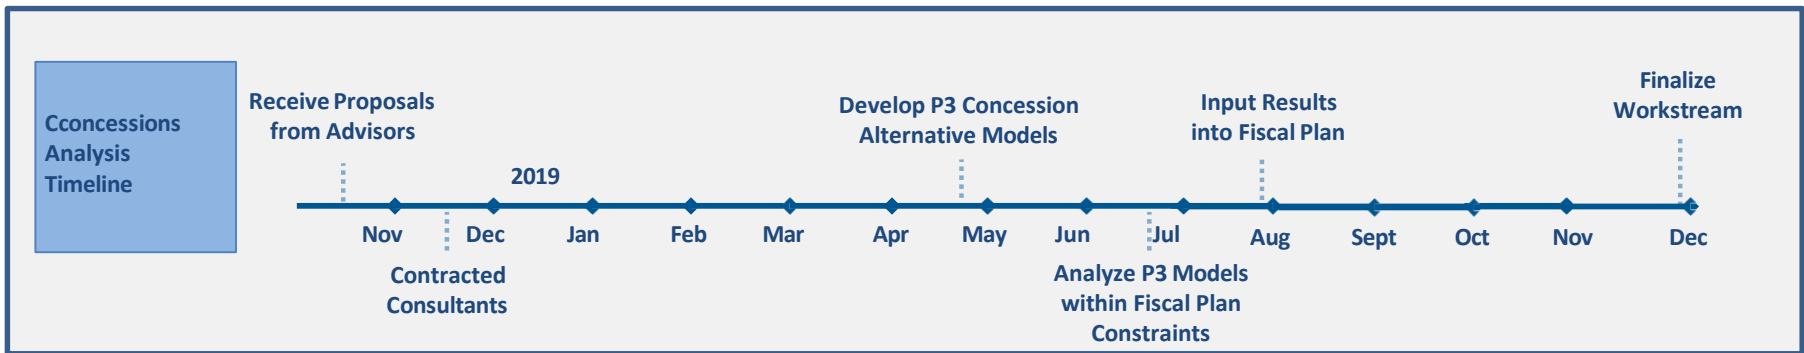 Cconcessions
Analysis
Timeline
Receive Proposals
from Advisors
Develop P3 Concession
Alternative Models
Input Results
into Fiscal Plan
Finalize
Workstream
2019
Nov
Dec
Jan
Feb
Mar
Apr
May
Jun
Jul
Aug
Sept
Oct
Nov
Dec
Contracted
Consultants
Analyze P3 Models
within Fiscal Plan
Constraints